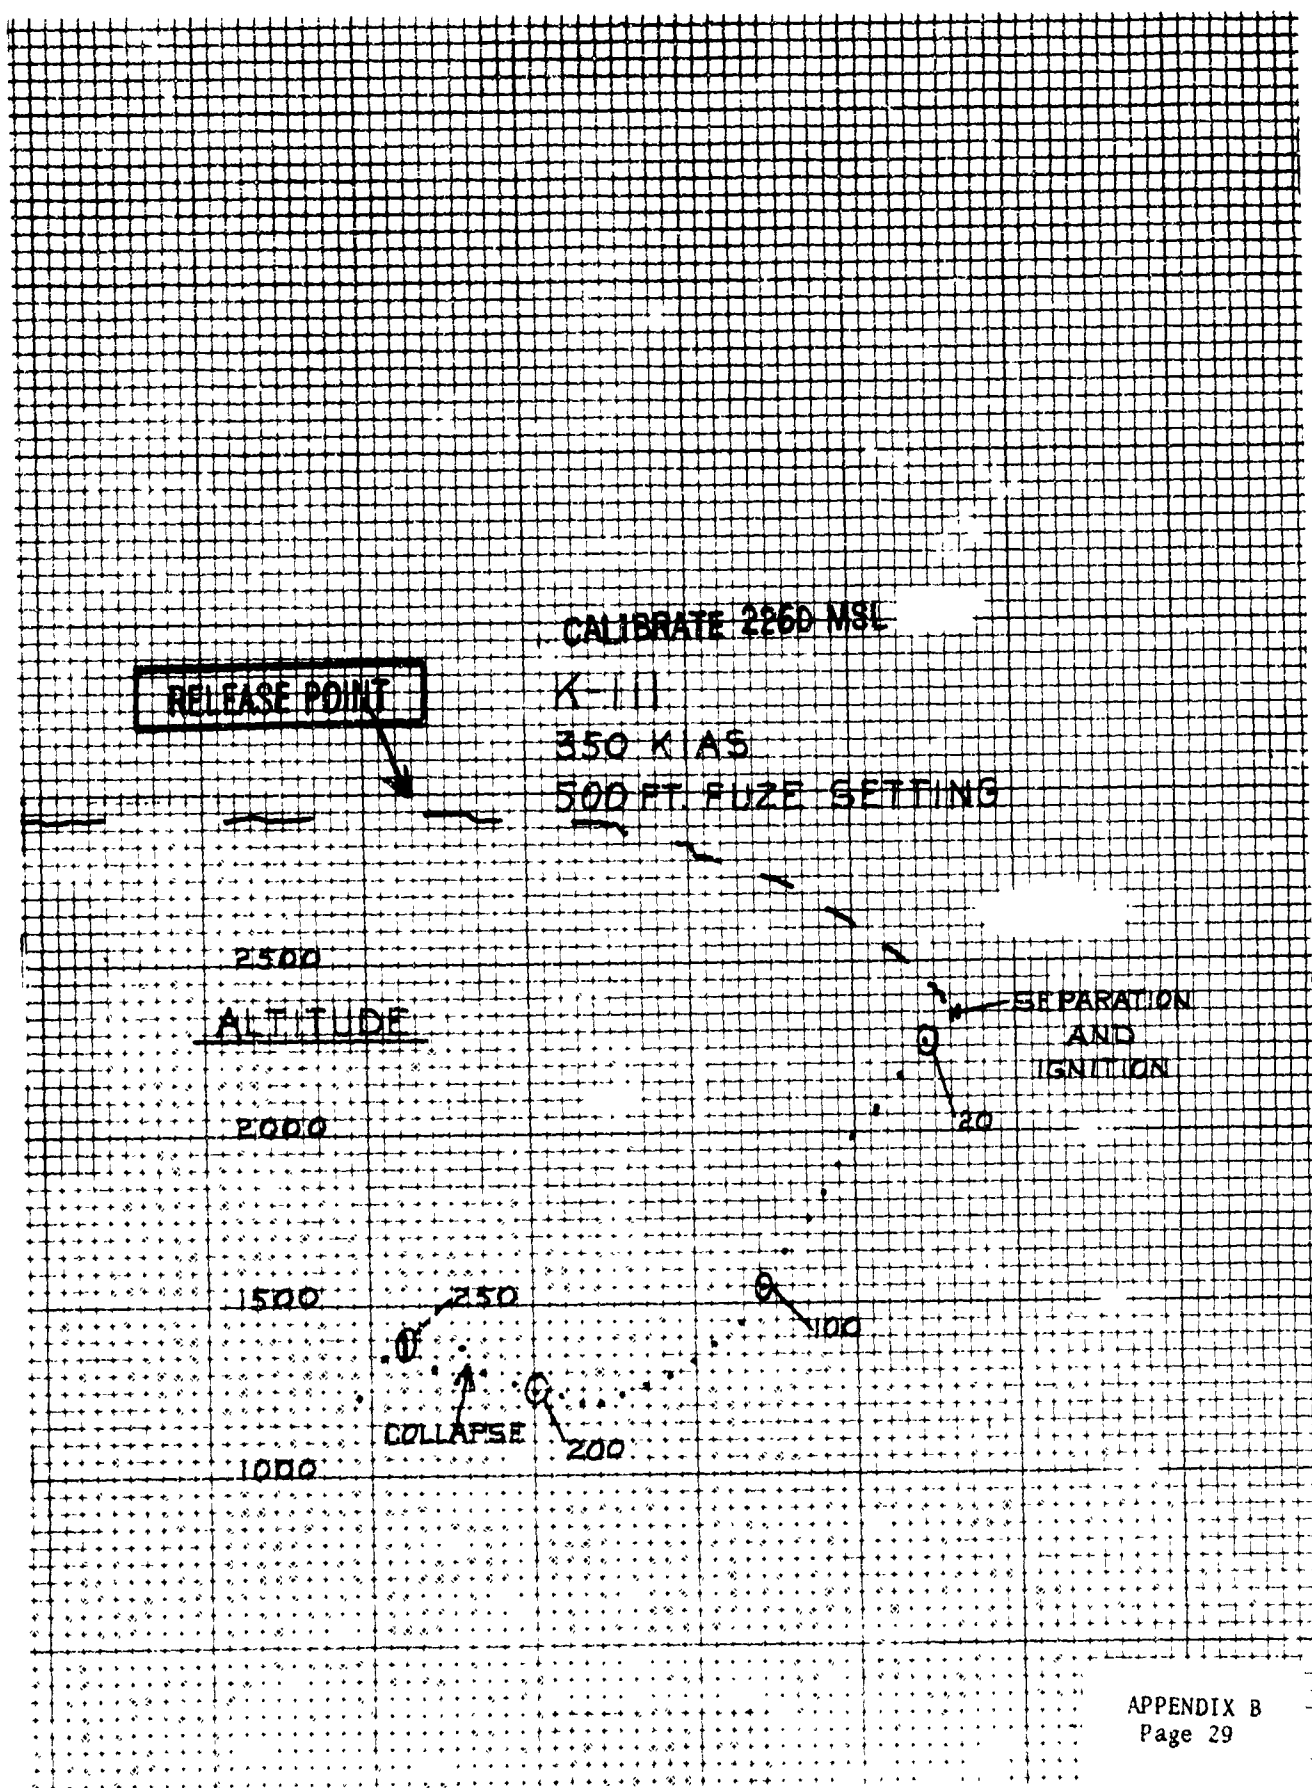 CALIBRATE 2260 MSL
RELEASE POINT
K-111
350 KIAS
500 FT. FUZE SETTING
2500
ALTITUDE
SEPARATION
AND
IGNITION
20
2000
1500
250
100
COLLAPSE
200
1000
APPENDIX B
Page 29